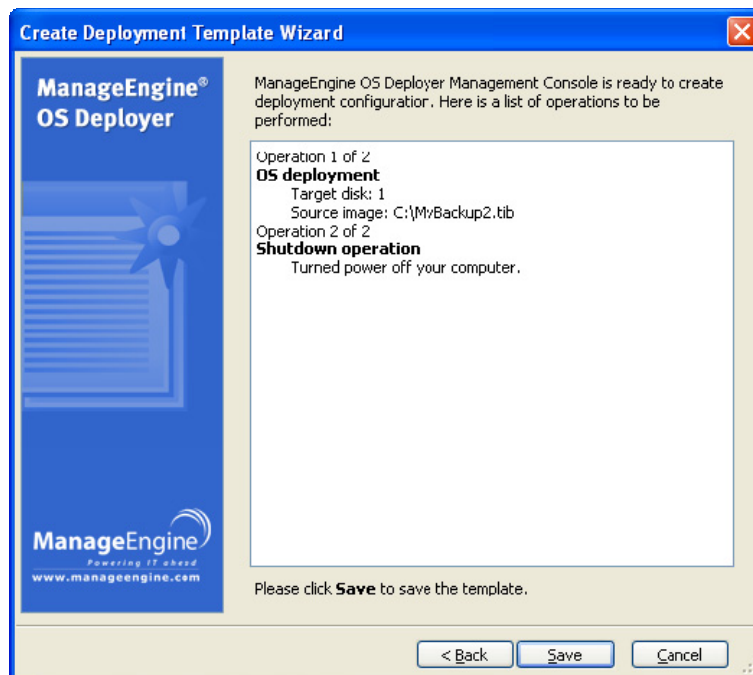 Create Deployment Template Wizard
ManageEngine®
OS Deployer
ManageEngine OS Deployer Management Console is ready to create
deployment configuration. Here is a list of operations to be
performed:
Operation 1 of 2
OS deployment
Target disk: 1
Source image: C:\MyBackup2.tib
Operation 2 of 2
Shutdown operation
Turned power off your computer.
ManageEngine
Powering IT ahead
www.manageengine.com
Please click Save to save the template.
< Back
Save
Cancel